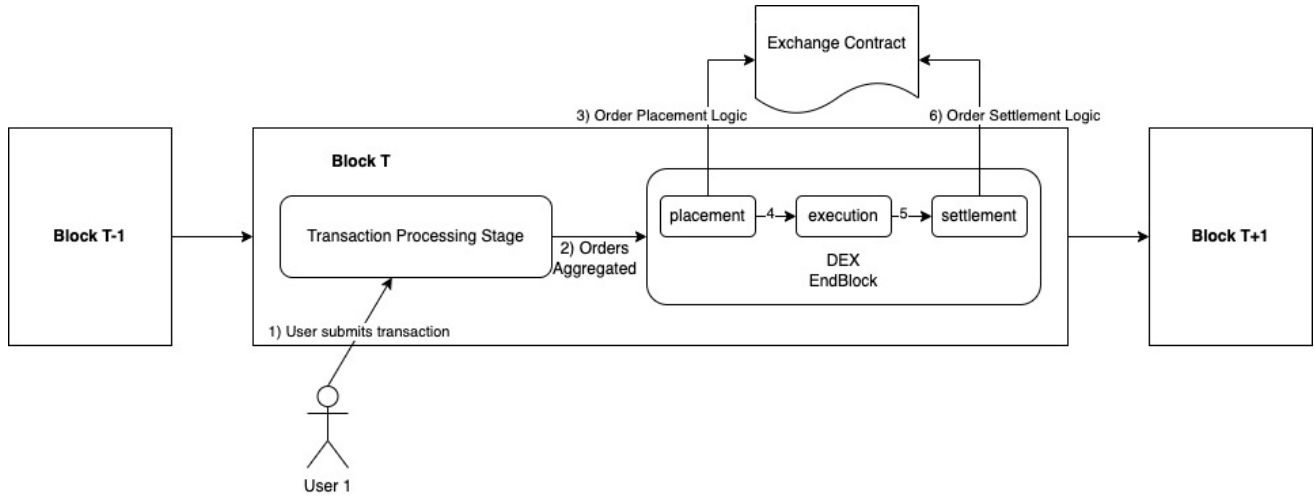 Exchange Contract
3) Order Placement Logic
6) Order Settlement Logic
Block T
Block T-1
Transaction Processing Stage
2) Orders
Aggregated
placement
4
execution
5
settlement
DEX
EndBlock
Block T+1
1) User submits transaction
User 1